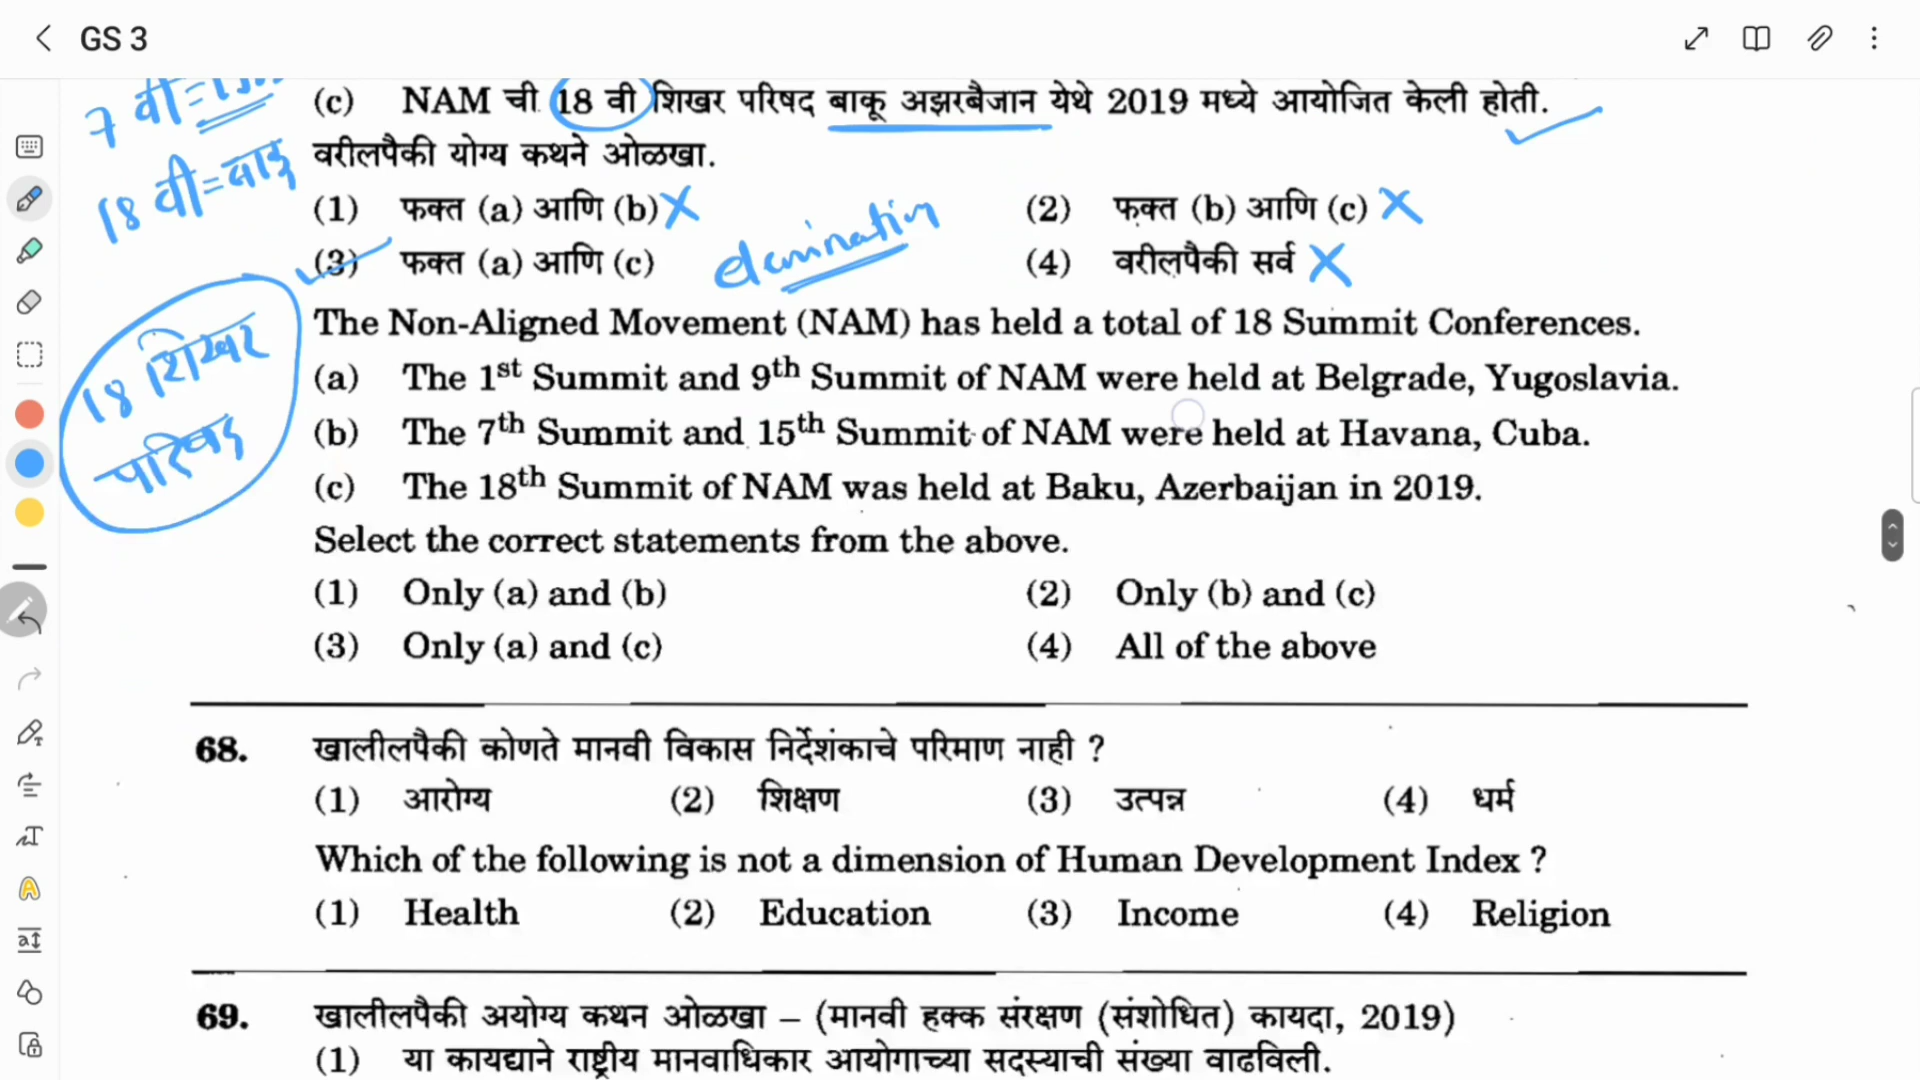 GS 3
७ वी =
(c) NAM ची 18 वी शिखर परिषद बाकू अझरबैजान येथे 2019 मध्ये आयोजित केली होती.
18 वी = बाकू
वरीलपैकी योग्य कथने ओळखा.
(1) फक्त (a) आणि (b) X (2) फक्त (b) आणि (c) X
(3) फक्त (a) आणि (c) (4) वरीलपैकी सर्व X
18 शिखर
परिषद
The Non-Aligned Movement (NAM) has held a total of 18 Summit Conferences.
(a) The 1st Summit and 9th Summit of NAM were held at Belgrade, Yugoslavia.
(b) The 7th Summit and 15th Summit of NAM were held at Havana, Cuba.
(c) The 18th Summit of NAM was held at Baku, Azerbaijan in 2019.
Select the correct statements from the above.
(1) Only (a) and (b) (2) Only (b) and (c)
(3) Only (a) and (c) (4) All of the above
68. खालीलपैकी कोणते मानवी विकास निर्देशंकाचे परिमाण नाही ?
(1) आरोग्य (2) शिक्षण (3) उत्पन्न (4) धर्म
Which of the following is not a dimension of Human Development Index ?
(1) Health (2) Education (3) Income (4) Religion
69. खालीलपैकी अयोग्य कथन ओळखा – (मानवी हक्क संरक्षण (संशोधित) कायदा, 2019)
(1) या कायद्याने राष्ट्रीय मानवाधिकार आयोगाच्या सदस्याची संख्या वाढविली.